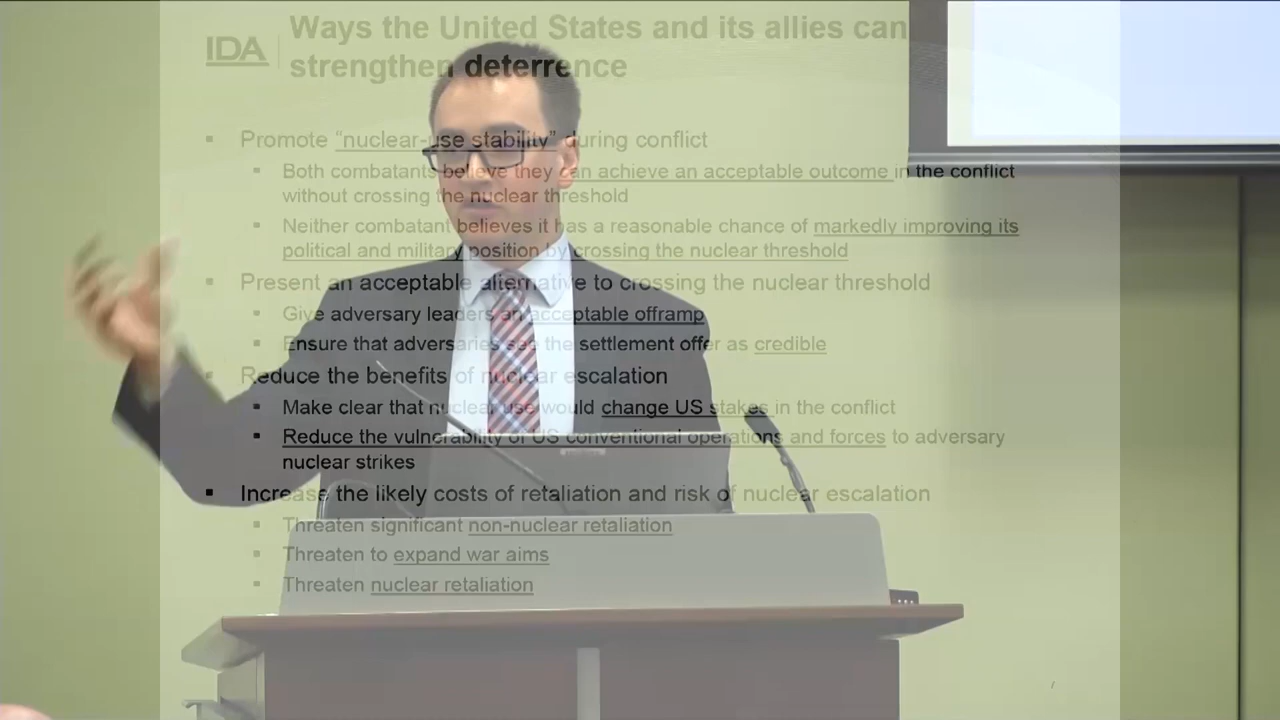 IDA
Ways the United States and its allies can
strengthen deterrence
▪ Promote “nuclear-use stability” during conflict
▪ Both combatants believe they can achieve an acceptable outcome in the conflict
without crossing the nuclear threshold
▪ Neither combatant believes it has a reasonable chance of markedly improving its
political and military position by crossing the nuclear threshold
▪ Present an acceptable alternative to crossing the nuclear threshold
▪ Give adversary leaders an acceptable offramp
▪ Ensure that adversaries see the settlement offer as credible
▪ Reduce the benefits of nuclear escalation
▪ Make clear that nuclear use would change US stakes in the conflict
▪ Reduce the vulnerability of US conventional operations and forces to adversary
nuclear strikes
▪ Increase the likely costs of retaliation and risk of nuclear escalation
▪ Threaten significant non-nuclear retaliation
▪ Threaten to expand war aims
▪ Threaten nuclear retaliation